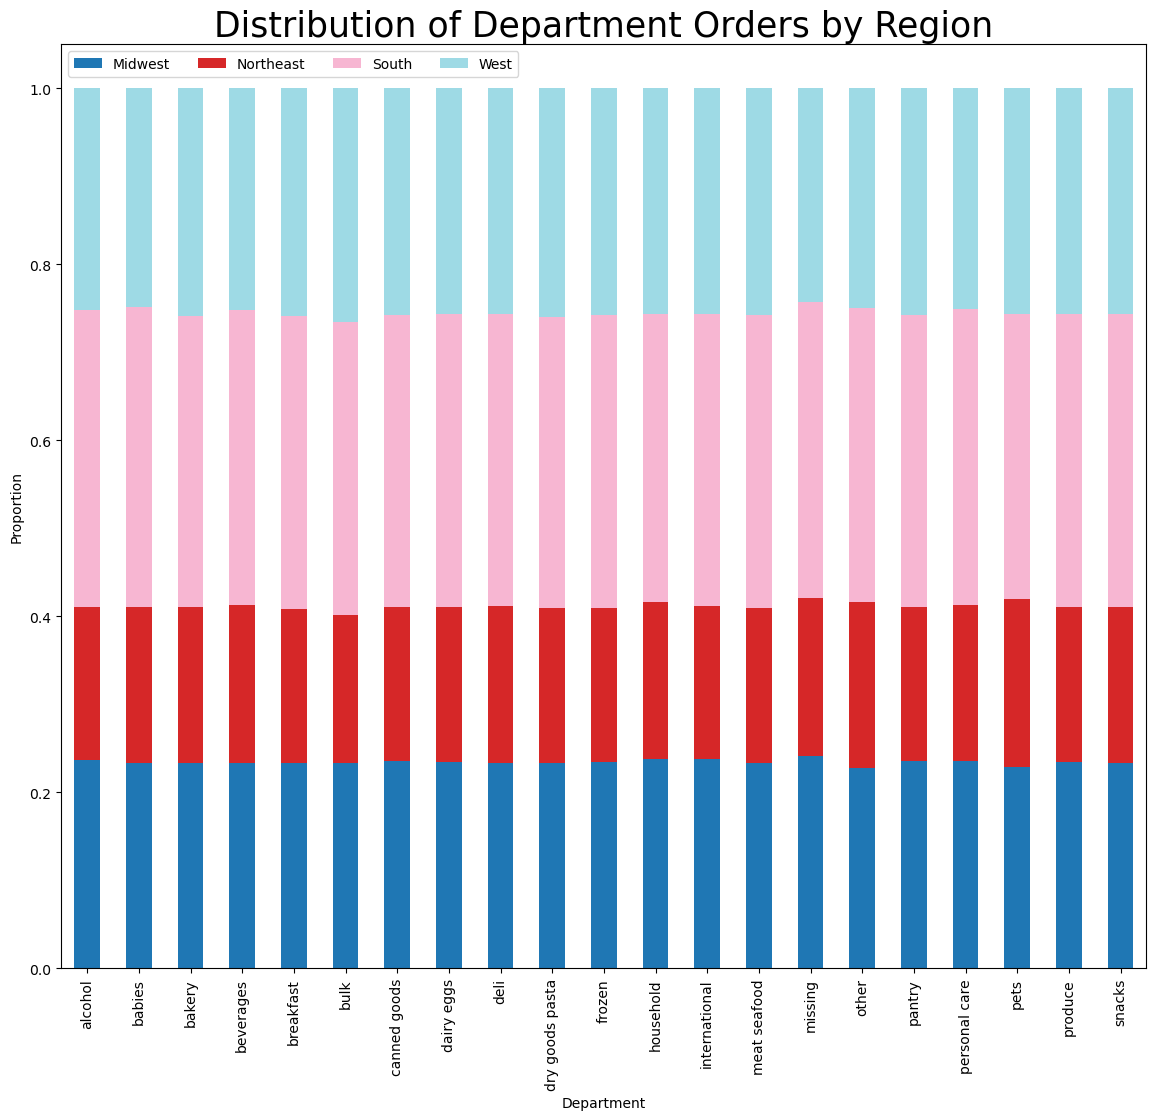 Distribution of Department Orders by Region
Midwest Northeast South West
1.0
0.8
0.6
0.4
0.2
0.0
Proportion
alcohol
babies
bakery
beverages
breakfast
bulk
canned goods
dairy eggs
deli
dry goods pasta
frozen
household
international
meat seafood
missing
other
pantry
personal care
pets
produce
snacks
Department